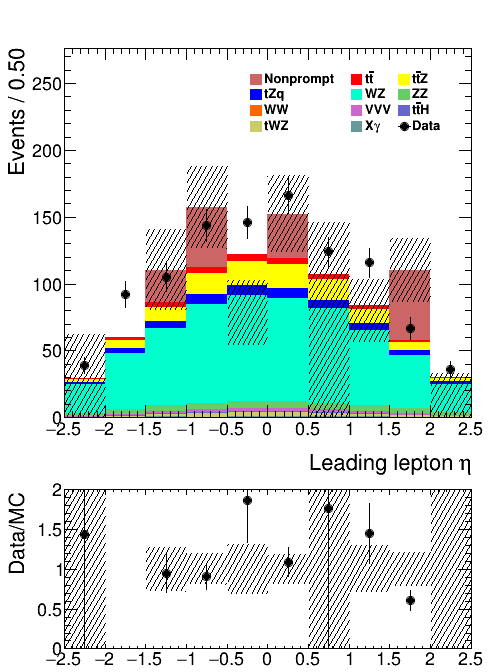 Events / 0.50
250
200
150
100
50
0
Nonprompt tt̄ tt̄Z
tZq WZ ZZ
WW VVV tt̄H
tWZ Xγ Data
−2.5 −2 −1.5 −1 −0.5 0 0.5 1 1.5 2 2.5
Leading lepton η
Data/MC
2
1.5
1
0.5
0
−2.5 −2 −1.5 −1 −0.5 0 0.5 1 1.5 2 2.5